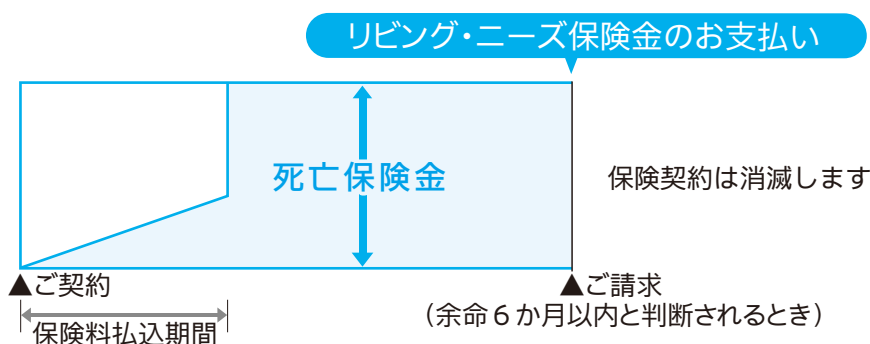 リビング・ニーズ保険金のお支払い
死亡保険金
保険契約は消滅します
▲ご契約
▲ご請求
(余命6か月以内と判断されるとき)
保険料払込期間